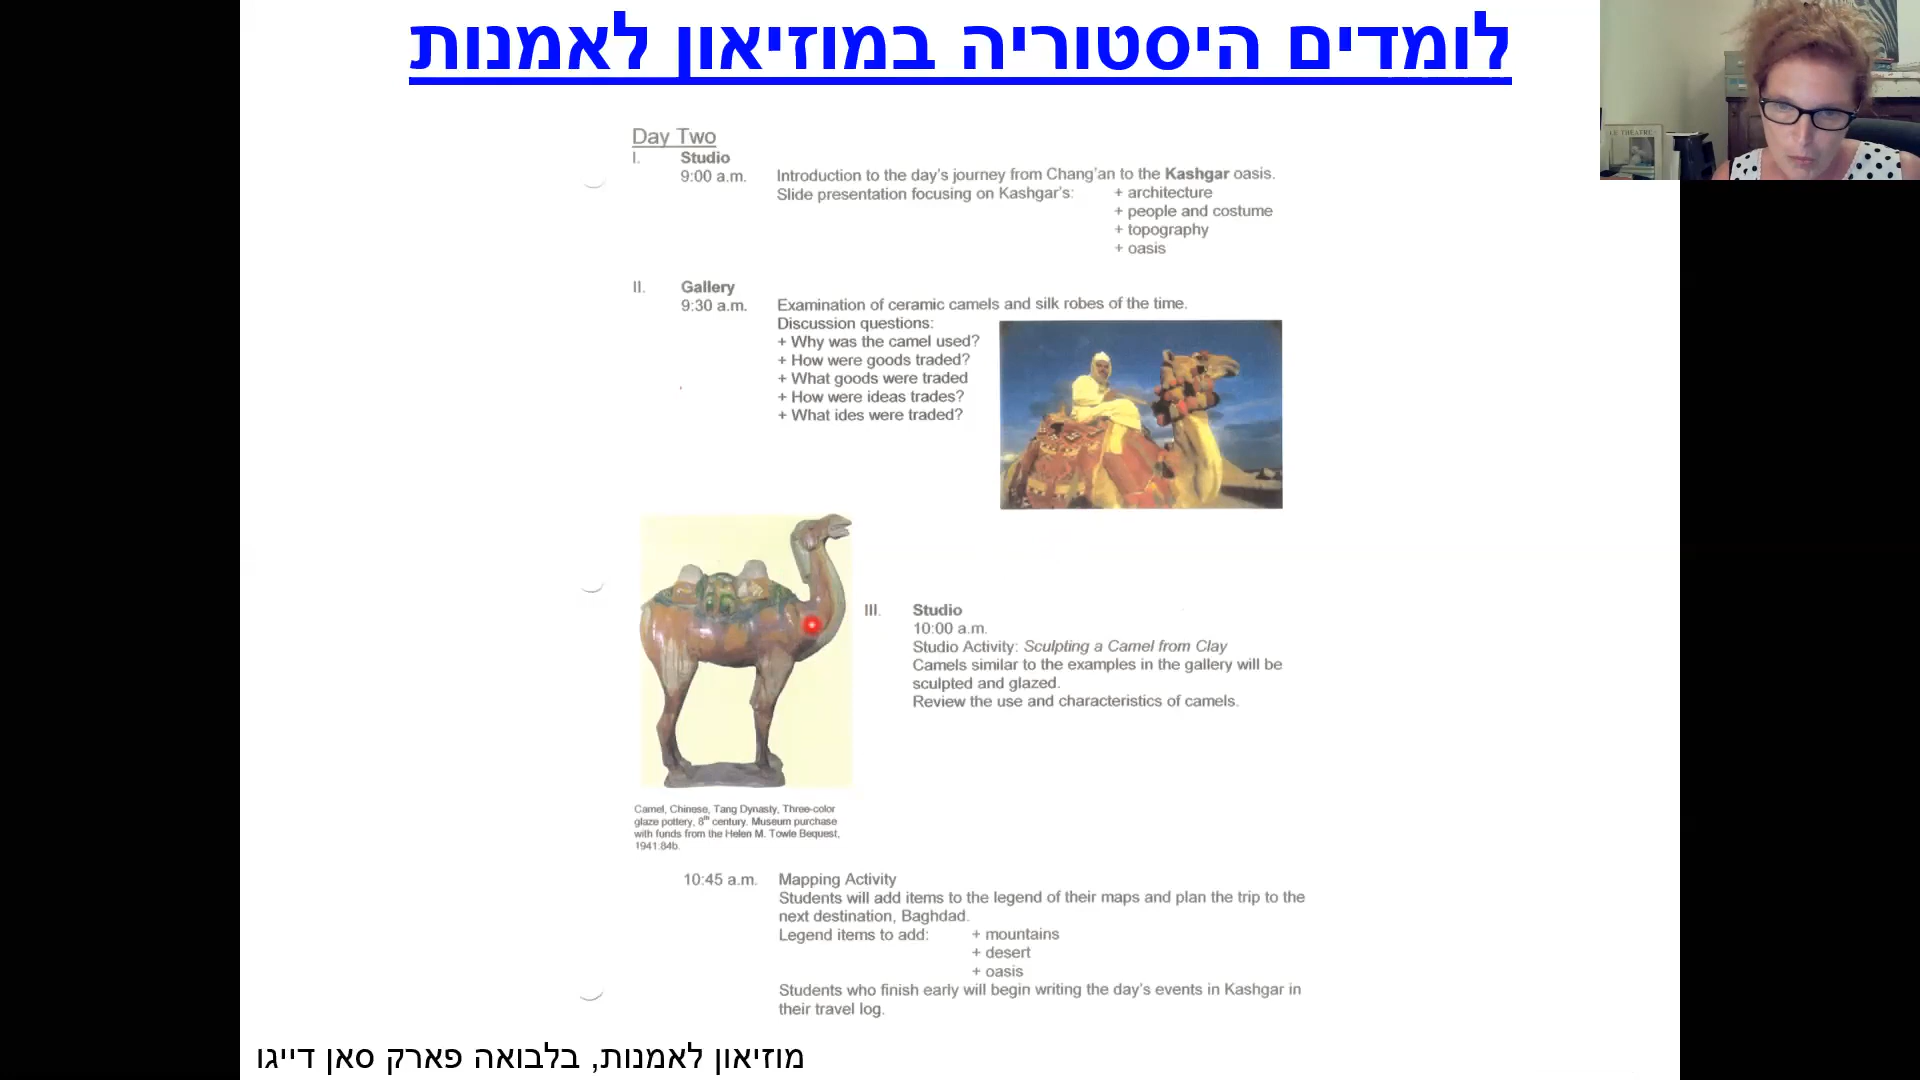 לומדים היסטוריה במוזיאון לאמנות
LE THEATRE
Day Two
I. Studio
9:00 a.m. Introduction to the day's journey from Chang'an to the Kashgar oasis.
Slide presentation focusing on Kashgar's: + architecture
+ people and costume
+ topography
+ oasis
II. Gallery
9:30 a.m. Examination of ceramic camels and silk robes of the time.
Discussion questions:
+ Why was the camel used?
+ How were goods traded?
+ What goods were traded
+ How were ideas trades?
+ What ides were traded?
III. Studio
10:00 a.m.
Studio Activity: Sculpting a Camel from Clay
Camels similar to the examples in the gallery will be
sculpted and glazed.
Review the use and characteristics of camels.
Camel, Chinese, Tang Dynasty, Three-color
glaze pottery, 8th century. Museum purchase
with funds from the Helen M. Towle Bequest,
1941:84b.
10:45 a.m. Mapping Activity
Students will add items to the legend of their maps and plan the trip to the
next destination, Baghdad.
Legend items to add: + mountains
+ desert
+ oasis
Students who finish early will begin writing the day's events in Kashgar in
their travel log.
מוזיאון לאמנות, בלבואה פארק סאן דייגו